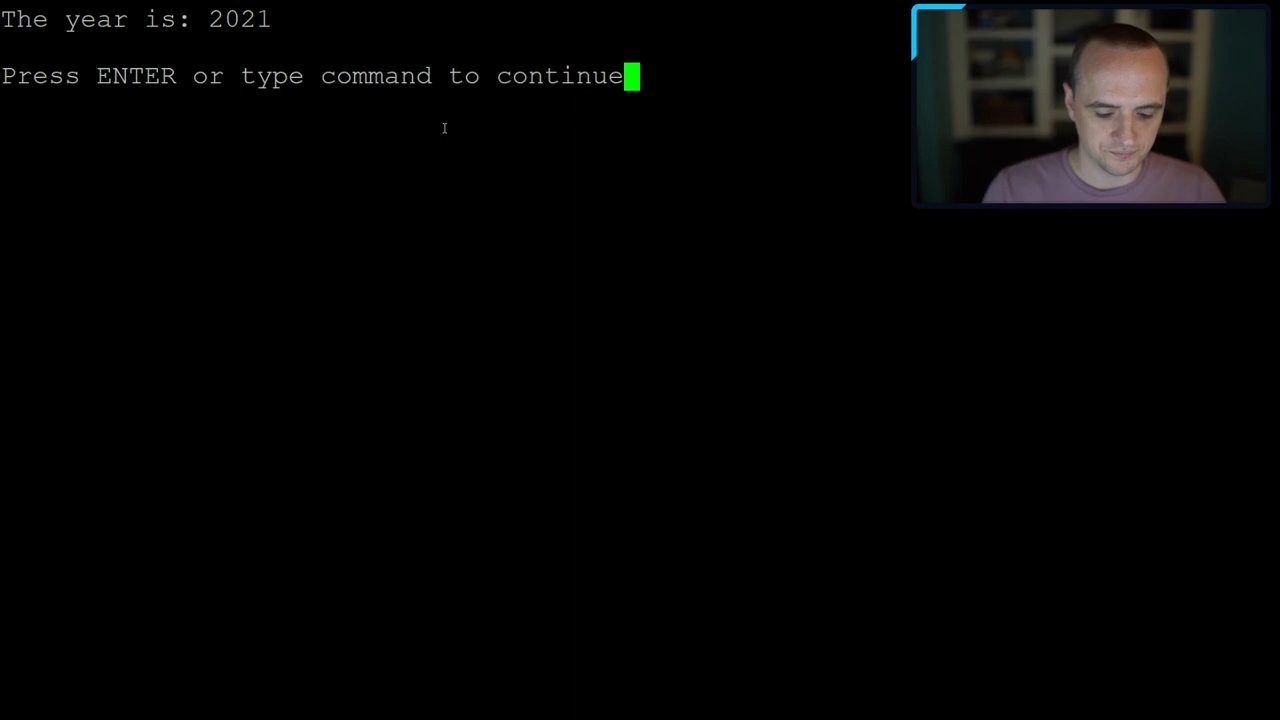 The year is: 2021
Press ENTER or type command to continue